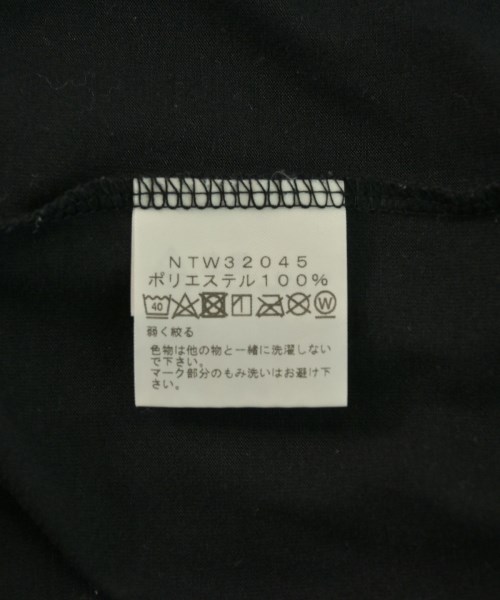 NTW32045
ポリエステル100%
40 W
弱く絞る
色物は他の物と一緒に洗濯しない
で下さい。
マーク部分のもみ洗いはお避け下
さい。